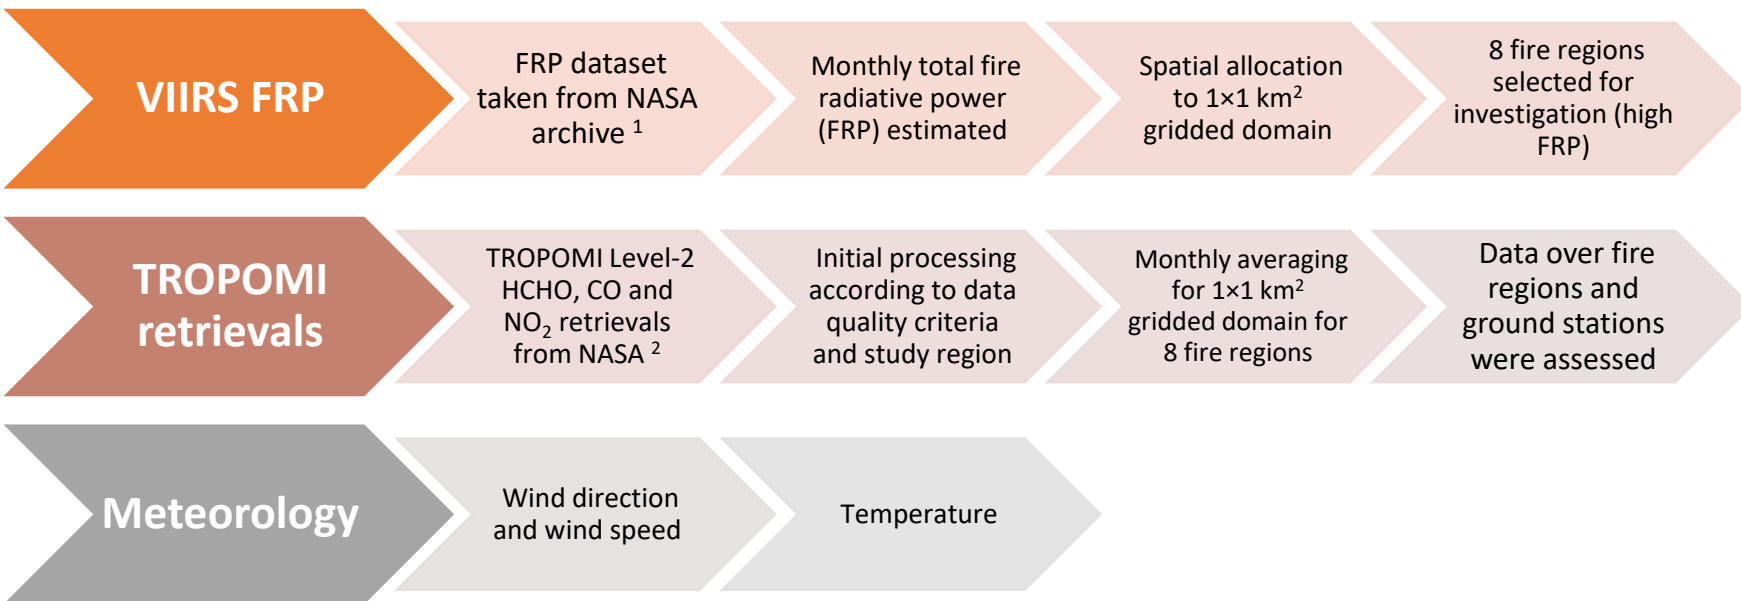 VIIRS FRP
FRP dataset
taken from NASA
archive ¹
Monthly total fire
radiative power
(FRP) estimated
Spatial allocation
to 1×1 km²
gridded domain
8 fire regions
selected for
investigation (high
FRP)
TROPOMI
retrievals
TROPOMI Level-2
HCHO, CO and
NO₂ retrievals
from NASA ²
Initial processing
according to data
quality criteria
and study region
Monthly averaging
for 1×1 km²
gridded domain for
8 fire regions
Data over fire
regions and
ground stations
were assessed
Meteorology
Wind direction
and wind speed
Temperature